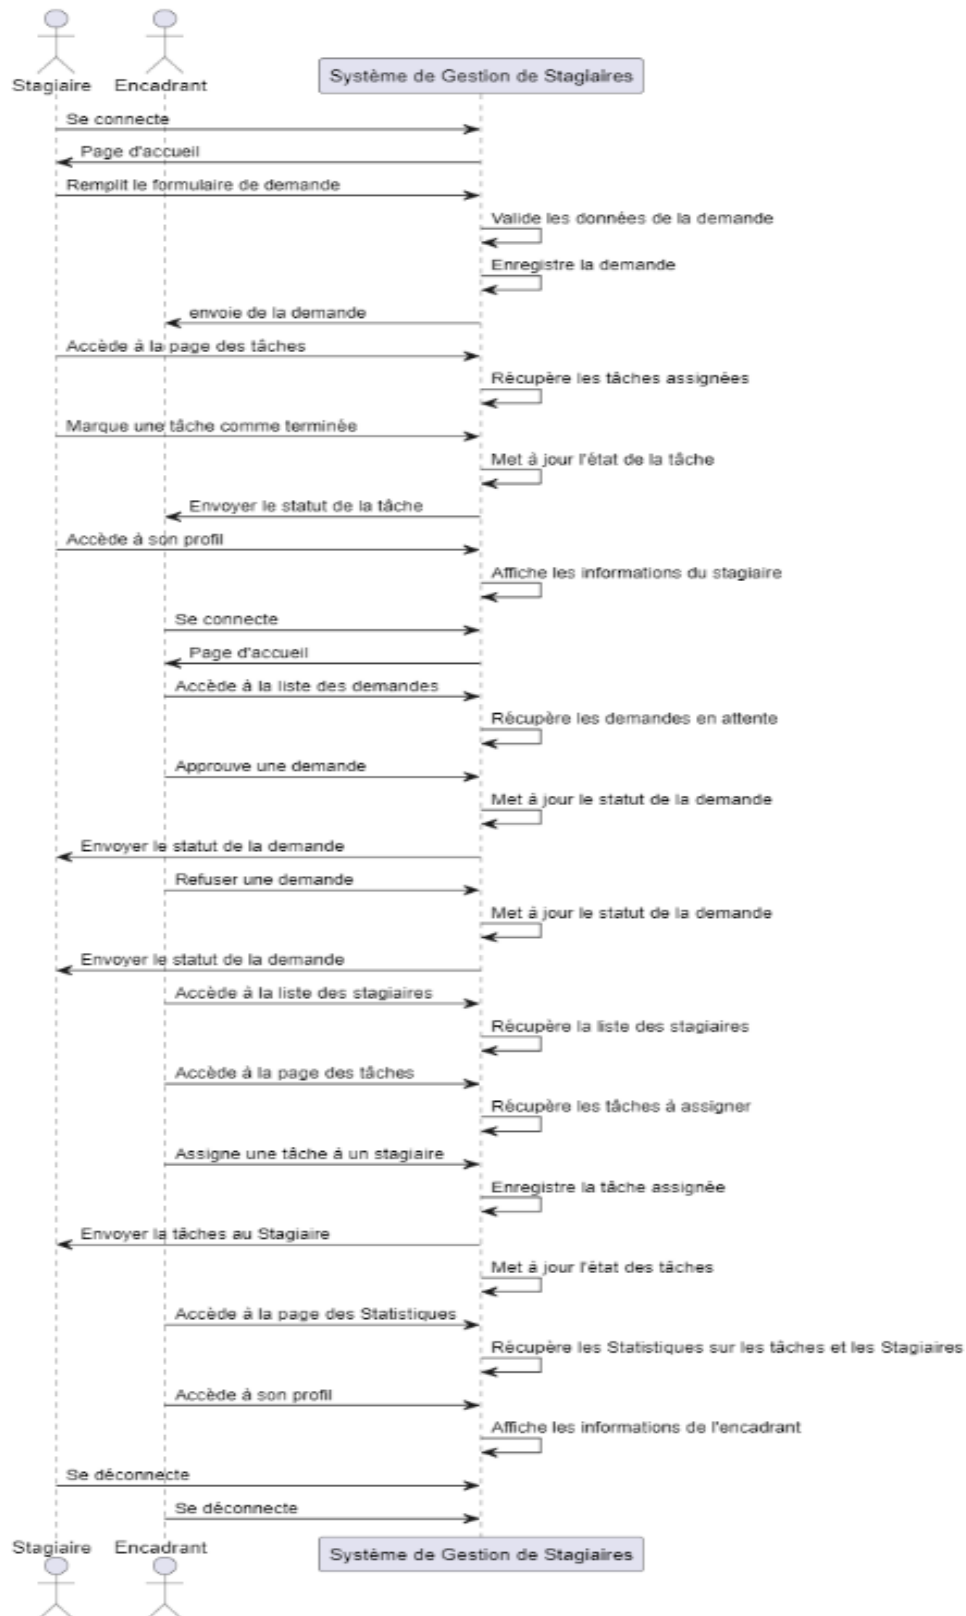 Stagiaire Encadrant Système de Gestion de Stagiaires
Se connecte
Page d'accueil
Remplit le formulaire de demande
Valide les données de la demande
Enregistre la demande
envoie de la demande
Accède à la page des tâches
Récupère les tâches assignées
Marque une tâche comme terminée
Met à jour l'état de la tâche
Envoyer le statut de la tâche
Accède à son profil
Affiche les informations du stagiaire
Se connecte
Page d'accueil
Accède à la liste des demandes
Récupère les demandes en attente
Approuve une demande
Met à jour le statut de la demande
Envoyer le statut de la demande
Refuser une demande
Met à jour le statut de la demande
Envoyer le statut de la demande
Accède à la liste des stagiaires
Récupère la liste des stagiaires
Accède à la page des tâches
Récupère les tâches à assigner
Assigne une tâche à un stagiaire
Enregistre la tâche assignée
Envoyer la tâches au Stagiaire
Met à jour l'état des tâches
Accède à la page des Statistiques
Récupère les Statistiques sur les tâches et les Stagiaires
Accède à son profil
Affiche les informations de l'encadrant
Se déconnecte
Se déconnecte
Stagiaire Encadrant Système de Gestion de Stagiaires